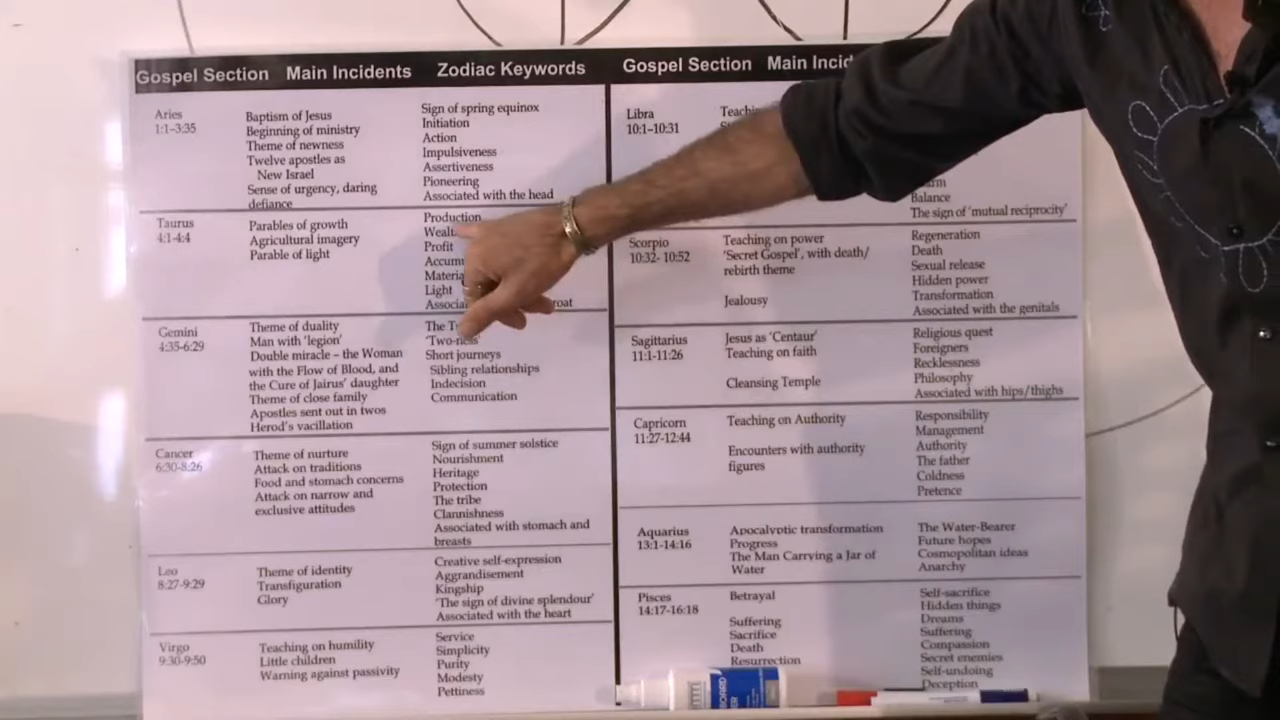 Gospel Section Main Incidents Zodiac Keywords
Aries
1:1–3:35
Baptism of Jesus
Beginning of ministry
Theme of newness
Twelve apostles as
New Israel
Sense of urgency, daring
defiance
Sign of spring equinox
Initiation
Action
Impulsiveness
Assertiveness
Pioneering
Associated with the head
Taurus
4:1-4:4
Parables of growth
Agricultural imagery
Parable of light
Production
Profit
Light
Gemini
4:35-6:29
Theme of duality
Man with 'legion'
Double miracle – the Woman
with the Flow of Blood, and
the Cure of Jairus' daughter
Theme of close family
Apostles sent out in twos
Herod's vacillation
The
'Two-ness'
Short journeys
Sibling relationships
Indecision
Communication
Cancer
6:30-8:26
Theme of nurture
Attack on traditions
Food and stomach concerns
Attack on narrow and
exclusive attitudes
Sign of summer solstice
Nourishment
Heritage
Protection
The tribe
Clannishness
Associated with stomach and
breasts
Leo
8:27-9:29
Theme of identity
Transfiguration
Glory
Creative self-expression
Aggrandisement
Kingship
'The sign of divine splendour'
Associated with the heart
Virgo
9:30-9:50
Teaching on humility
Little children
Warning against passivity
Service
Simplicity
Purity
Modesty
Pettiness
Gospel Section Main
Libra
10:1–10:31
Balance
The sign of 'mutual reciprocity'
Scorpio
10:32- 10:52
Teaching on power
'Secret Gospel', with death/
rebirth theme
Jealousy
Regeneration
Death
Sexual release
Hidden power
Transformation
Associated with the genitals
Sagittarius
11:1-11:26
Jesus as 'Centaur'
Teaching on faith
Cleansing Temple
Religious quest
Foreigners
Recklessness
Philosophy
Associated with hips/thighs
Capricorn
11:27-12:44
Teaching on Authority
Encounters with authority
figures
Responsibility
Management
Authority
The father
Coldness
Pretence
Aquarius
13:1-14:16
Apocalyptic transformation
Progress
The Man Carrying a Jar of
Water
The Water-Bearer
Future hopes
Cosmopolitan ideas
Anarchy
Pisces
14:17-16:18
Betrayal
Suffering
Sacrifice
Death
Resurrection
Self-sacrifice
Hidden things
Dreams
Suffering
Compassion
Secret enemies
Self-undoing
Deception